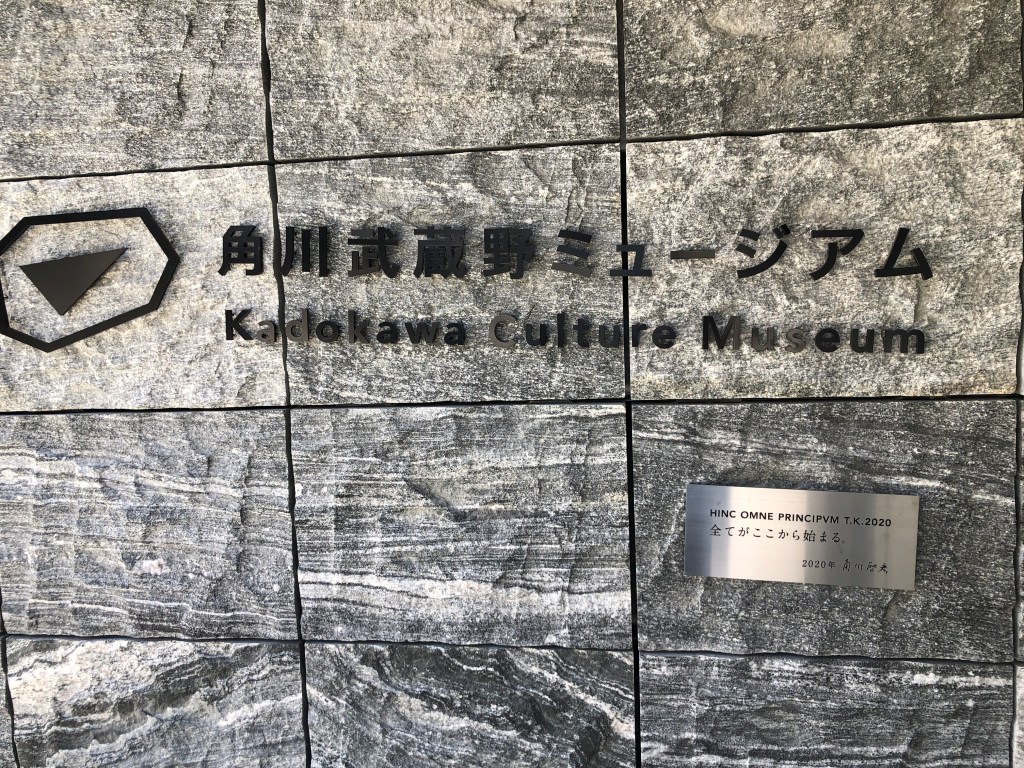 角川武蔵野ミュージアム
Kadokawa Culture Museum
HINC OMNE PRINCIPVM T.K.2020
全てがここから始まる。
2020年 角川歴彦